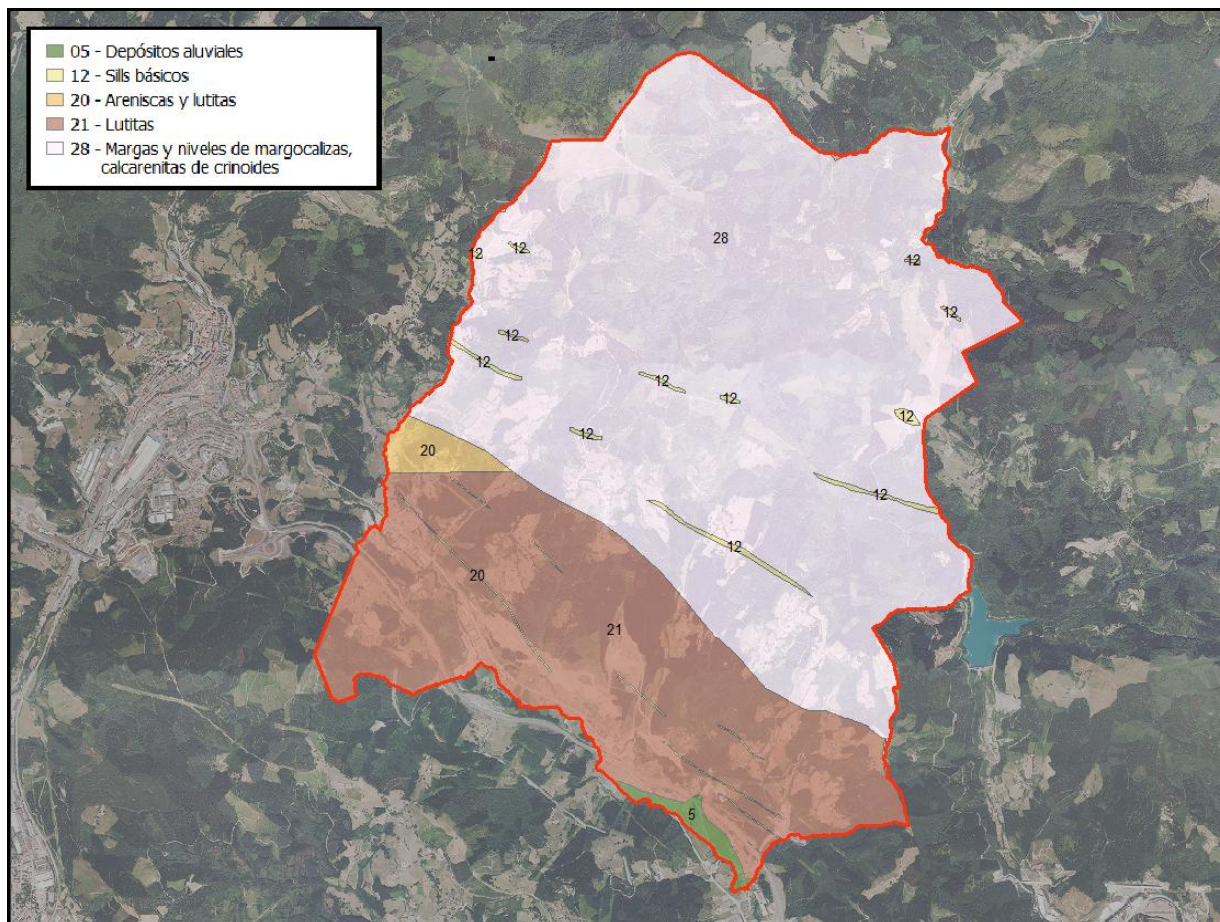 05 - Depósitos aluviales
12 - Sills básicos
20 - Areniscas y lutitas
21 - Lutitas
28 - Margas y niveles de margocalizas,
calcarenitas de crinoides
28
12
12
12
12
12
12
12
12
12
12
20
12
12
20
21
5